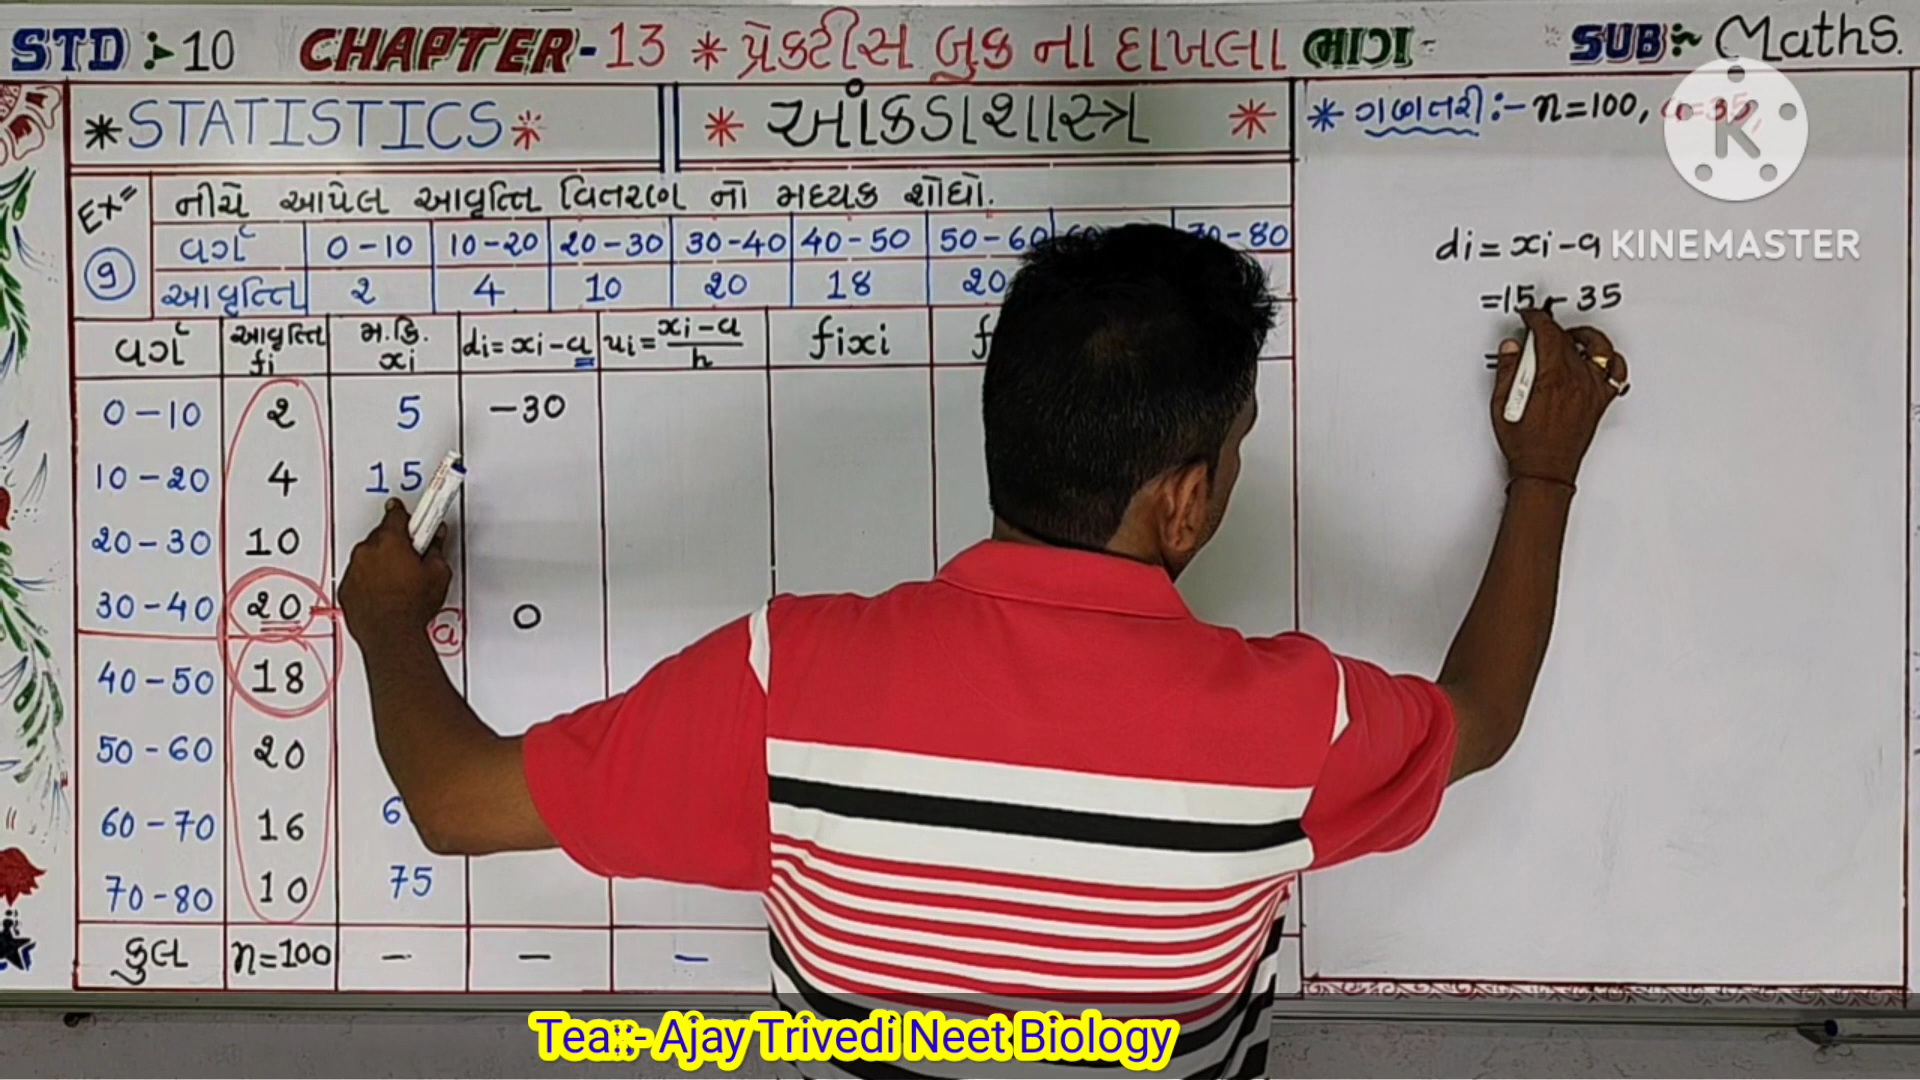 STD :- 10 CHAPTER - 13 * પ્રેક્ટીસ બુક ના દાખલા ભાગ - SUB :- Maths.
* STATISTICS * * આંકડાશાસ્ત્ર *
* ગણતરી :- n=100, a=35,
K
KINEMASTER
Ex= 9 નીચે આપેલ આવૃત્તિ વિતરણ નો મધ્યક શોધો.
વર્ગ 0-10 10-20 20-30 30-40 40-50 50-60 70-80
આવૃત્તિ 2 4 10 20 18 20
વર્ગ આવૃત્તિ fi મ.કિ. xi di=xi-a ui=xi-a/h fixi
0-10 2 5 -30
10-20 4 15
20-30 10
30-40 20 a 0
40-50 18
50-60 20
60-70 16 6
70-80 10 75
કુલ n=100 - - -
di=xi-a
=15-35
=
Tea:- Ajay Trivedi Neet Biology